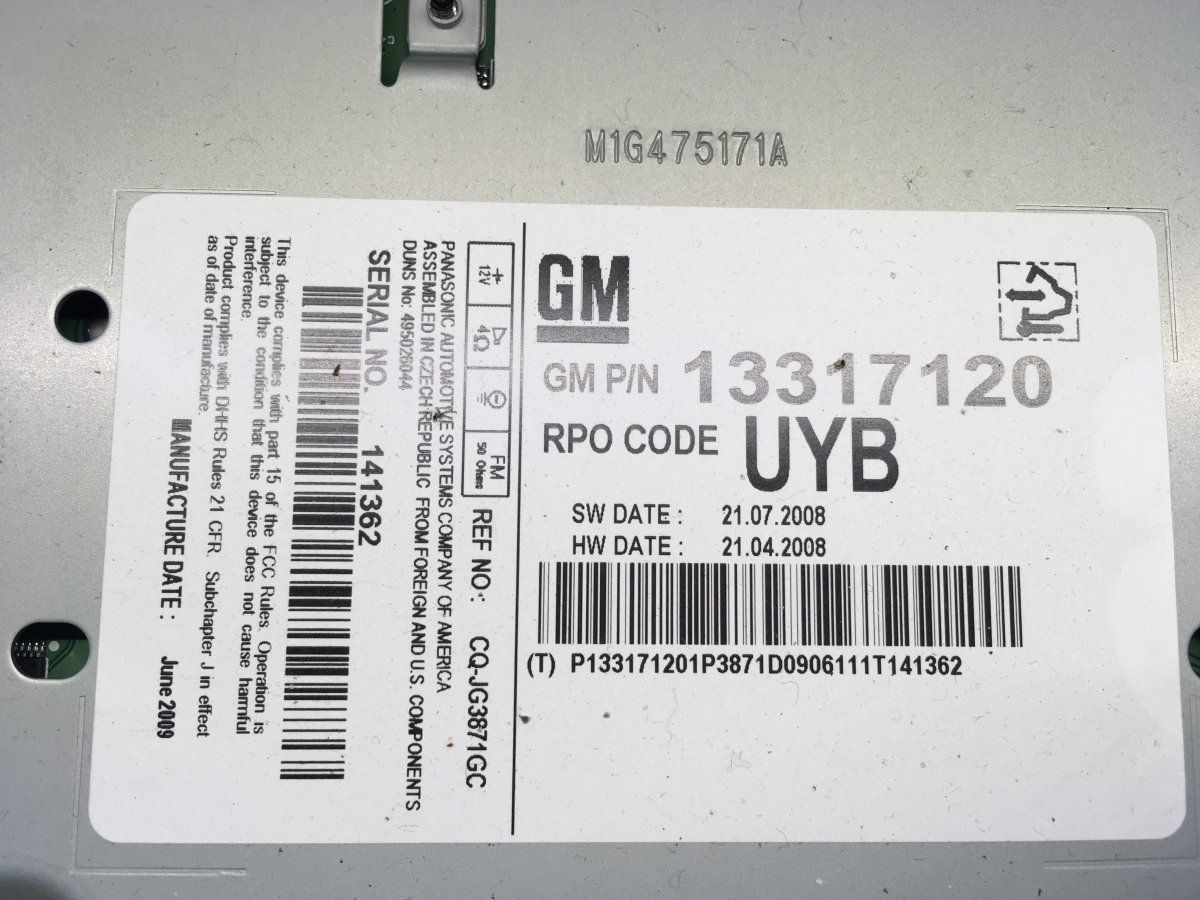 M1G475171A
GM
GM P/N 13317120
RPO CODE UYB
SW DATE : 21.07.2008
HW DATE : 21.04.2008
(T) P133171201P3871D0906111T141362
+ 12V
4Ω
FM 50 Ohms
REF NO : CQ-JG3871GC
PANASONIC AUTOMOTIVE SYSTEMS COMPANY OF AMERICA
ASSEMBLED IN CZECH REPUBLIC FROM FOREIGN AND U.S. COMPONENTS
DUNS No: 495026044
SERIAL NO. 141362
This device complies with part 15 of the FCC Rules. Operation is
subject to the condition that this device does not cause harmful
interference.
Product complies with DHHS Rules 21 CFR. Subchapter J in effect
as of date of manufacture.
MANUFACTURE DATE : June 2009